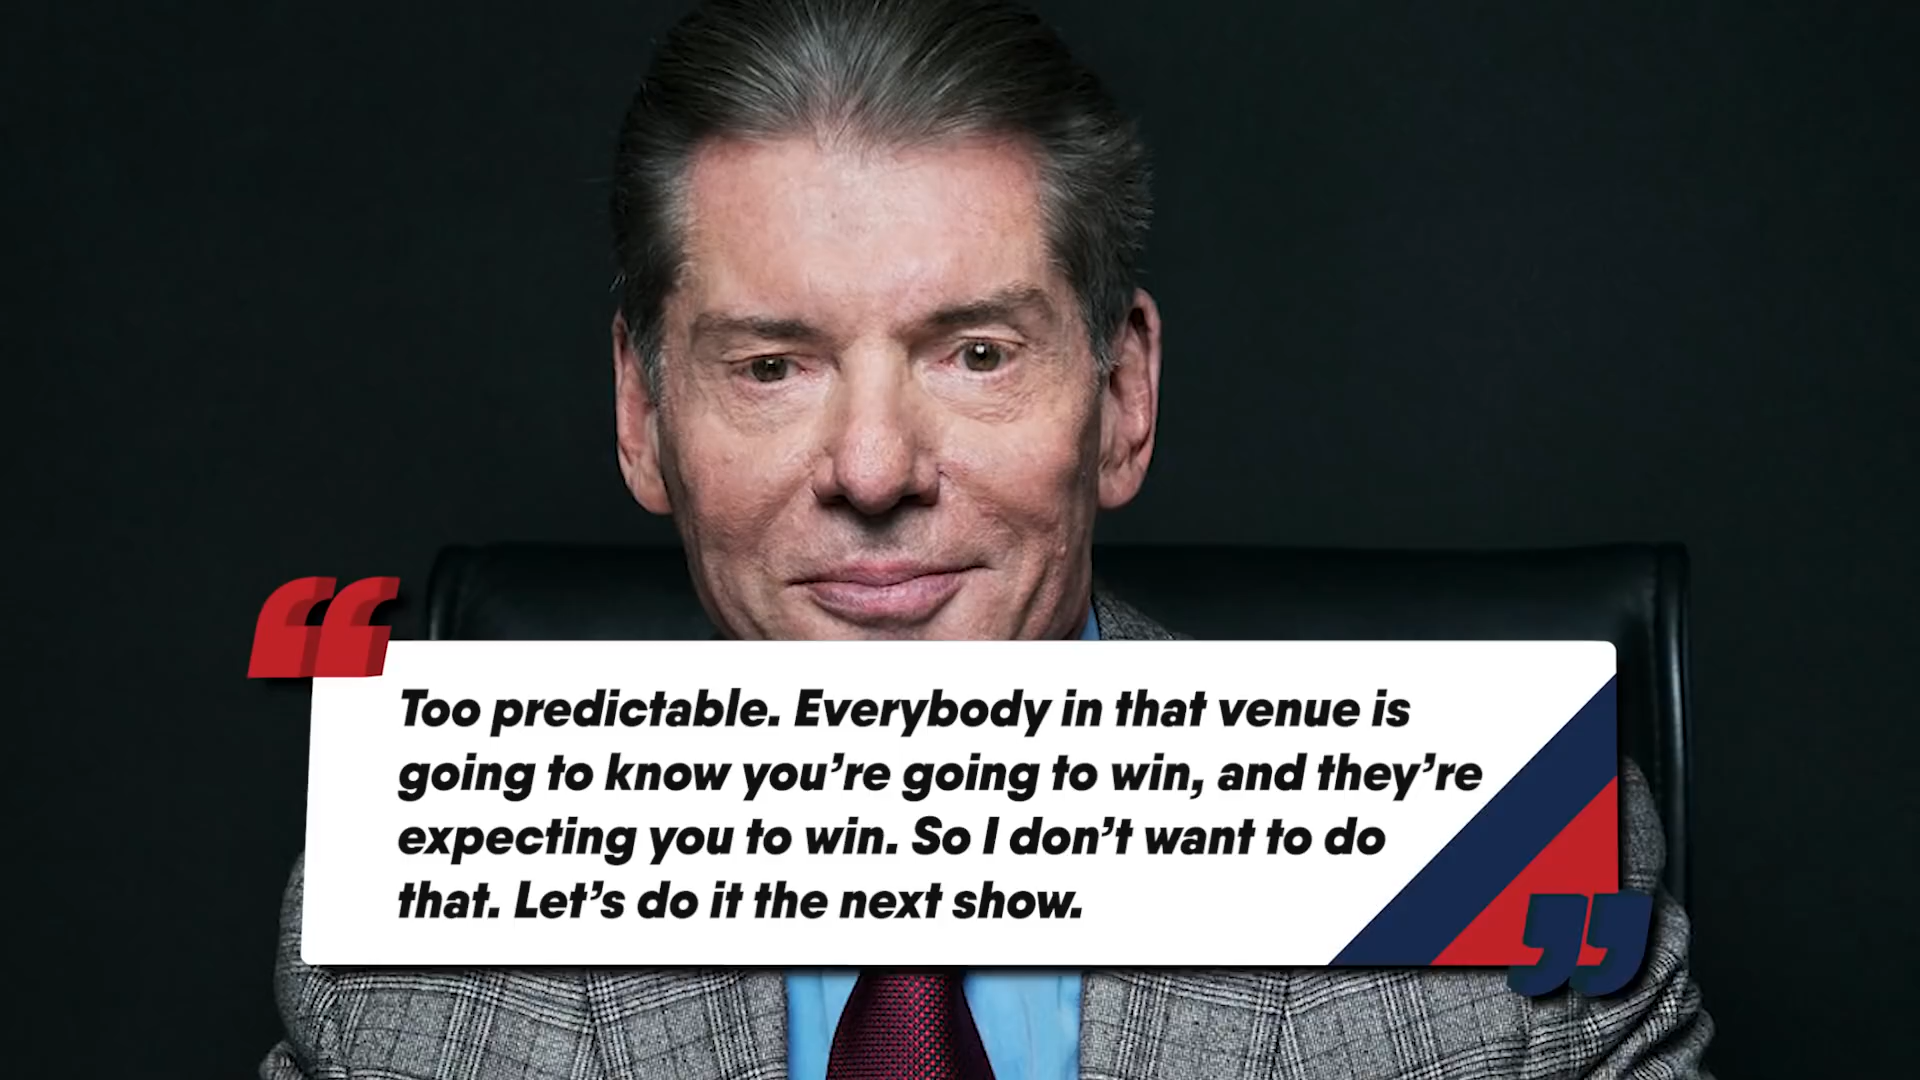 “
Too predictable. Everybody in that venue is
going to know you’re going to win, and they’re
expecting you to win. So I don’t want to do
that. Let’s do it the next show.
”